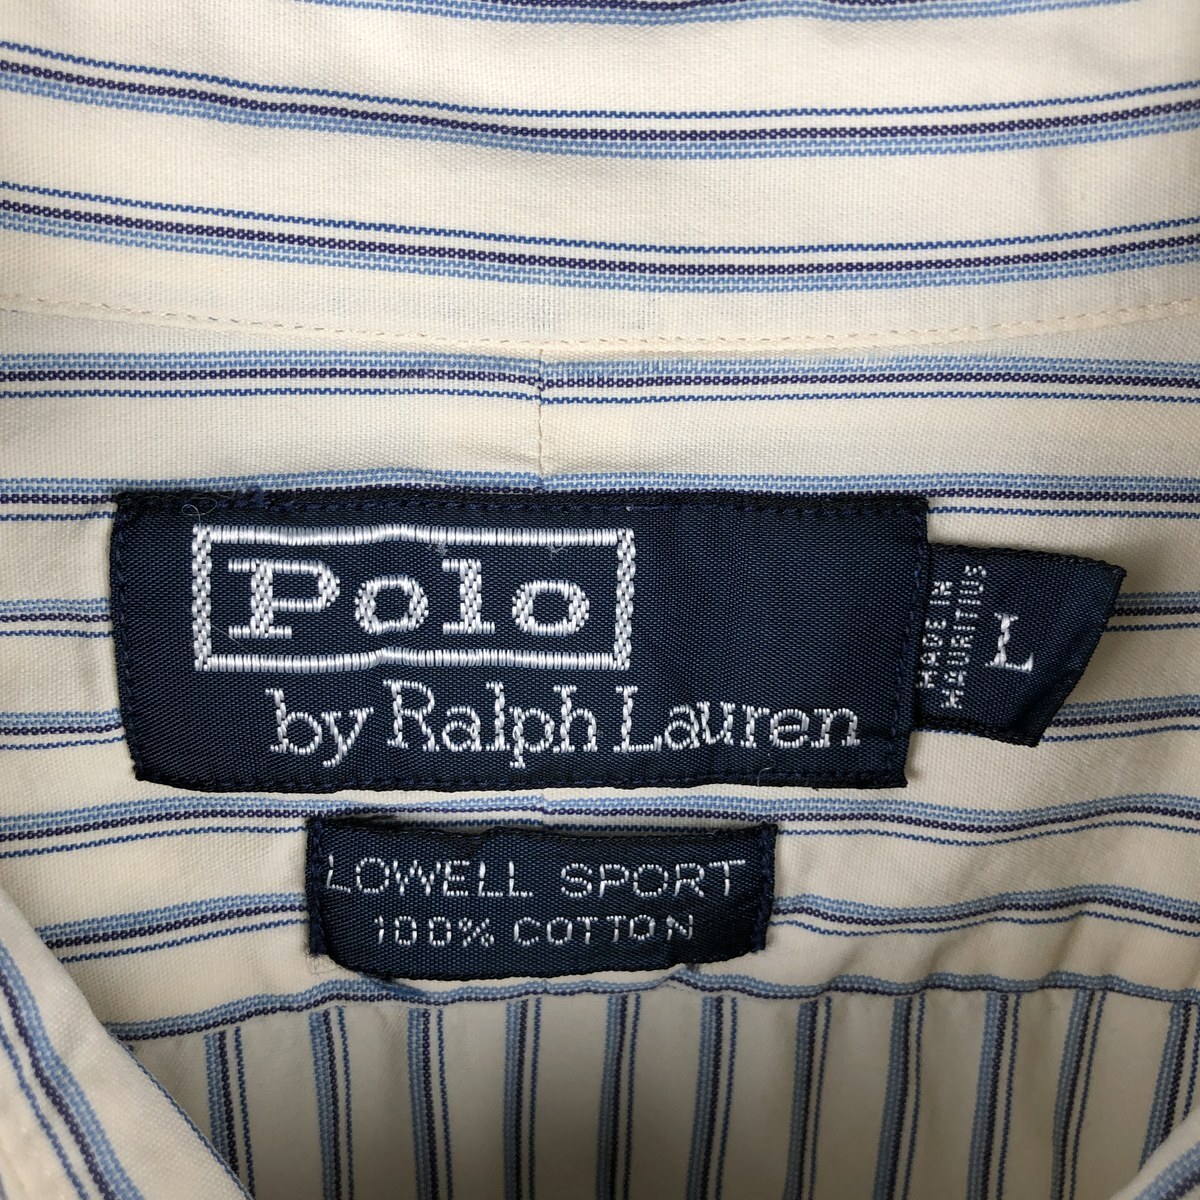 Polo
by Ralph Lauren
MADE IN
MAURITIUS
L
LOWELL SPORT
100% COTTON